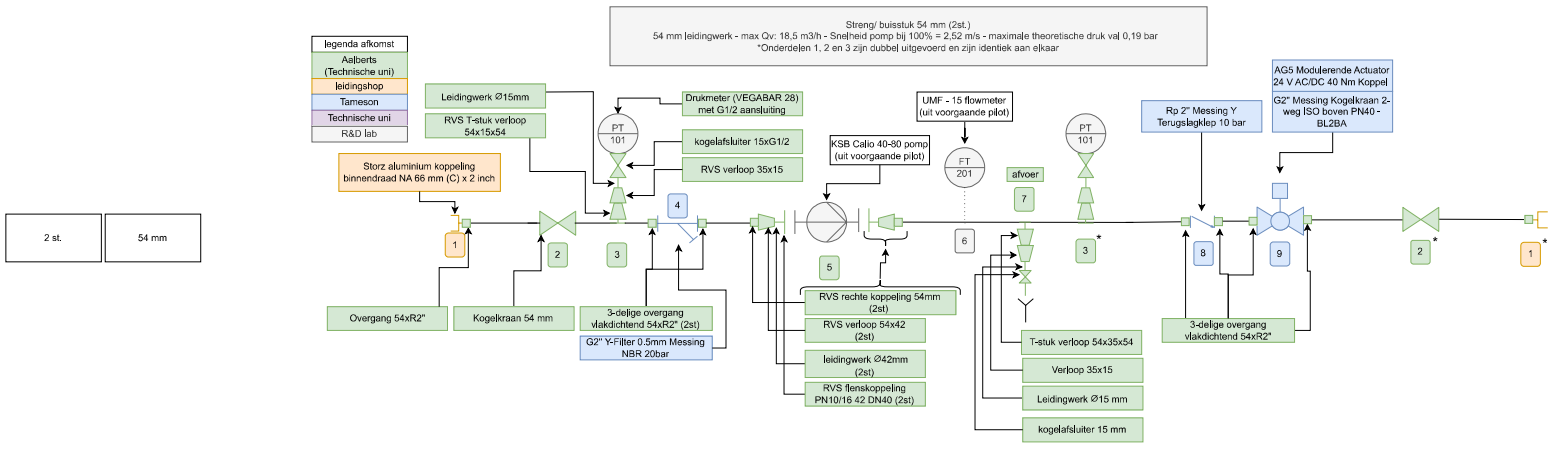 Streng/ buisstuk 54 mm (2st.)
54 mm leidingwerk - max Qv: 18,5 m3/h - Snelheid pomp bij 100% = 2,52 m/s - maximale theoretische druk val 0,19 bar
*Onderdelen 1, 2 en 3 zijn dubbel uitgevoerd en zijn identiek aan elkaar
legenda afkomst
Aalberts
(Technische uni)
leidingshop
Tameson
Technische uni
R&D lab
2 st.
54 mm
Storz aluminium koppeling
binnendraad NA 66 mm (C) x 2 inch
Leidingwerk Ø15mm
RVS T-stuk verloop
54x15x54
PT
101
Drukmeter (VEGABAR 28)
met G1/2 aansluiting
kogelafsluiter 15xG1/2
RVS verloop 35x15
KSB Calio 40-80 pomp
(uit voorgaande pilot)
UMF - 15 flowmeter
(uit voorgaande pilot)
FT
201
afvoer
PT
101
Rp 2" Messing Y
Terugslagklep 10 bar
AG5 Modulerende Actuator
24 V AC/DC 40 Nm Koppel
G2" Messing Kogelkraan 2-
weg ISO boven PN40 -
BL2BA
1
2
3
4
5
6
7
3
*
8
9
2
*
1
*
Overgang 54xR2"
Kogelkraan 54 mm
3-delige overgang
vlakdichtend 54xR2" (2st)
G2" Y-Filter 0.5mm Messing
NBR 20bar
RVS rechte koppeling 54mm
(2st)
RVS verloop 54x42
(2st)
leidingwerk Ø42mm
(2st)
RVS flenskoppeling
PN10/16 42 DN40 (2st)
T-stuk verloop 54x35x54
Verloop 35x15
Leidingwerk Ø15 mm
kogelafsluiter 15 mm
3-delige overgang
vlakdichtend 54xR2"